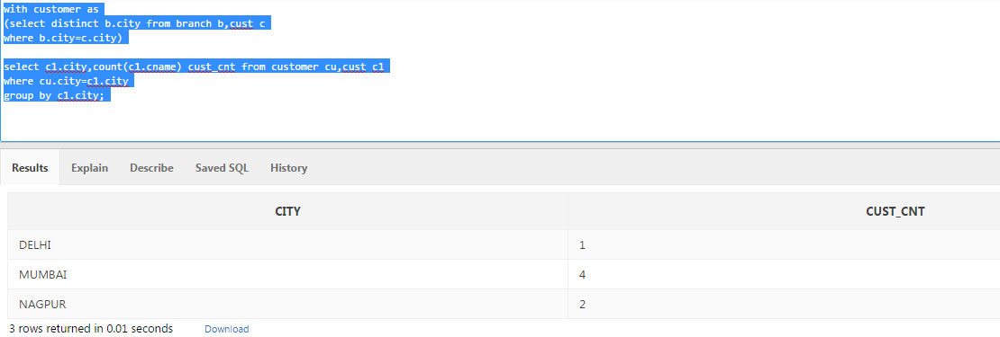 with customer as
(select distinct b.city from branch b,cust c
where b.city=c.city)
select c1.city,count(c1.cname) cust_cnt from customer cu,cust c1
where cu.city=c1.city
group by c1.city;
Results Explain Describe Saved SQL History
CITY CUST_CNT
DELHI 1
MUMBAI 4
NAGPUR 2
3 rows returned in 0.01 seconds Download